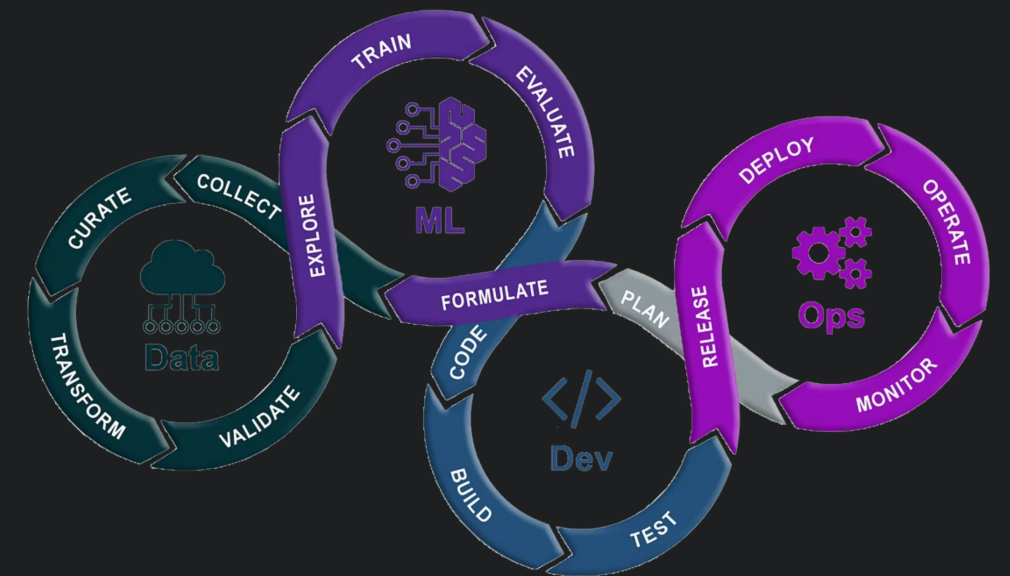 COLLECT
CURATE
TRANSFORM
VALIDATE
Data
EXPLORE
TRAIN
EVALUATE
ML
FORMULATE
PLAN
CODE
BUILD
TEST
Dev
RELEASE
DEPLOY
OPERATE
MONITOR
Ops